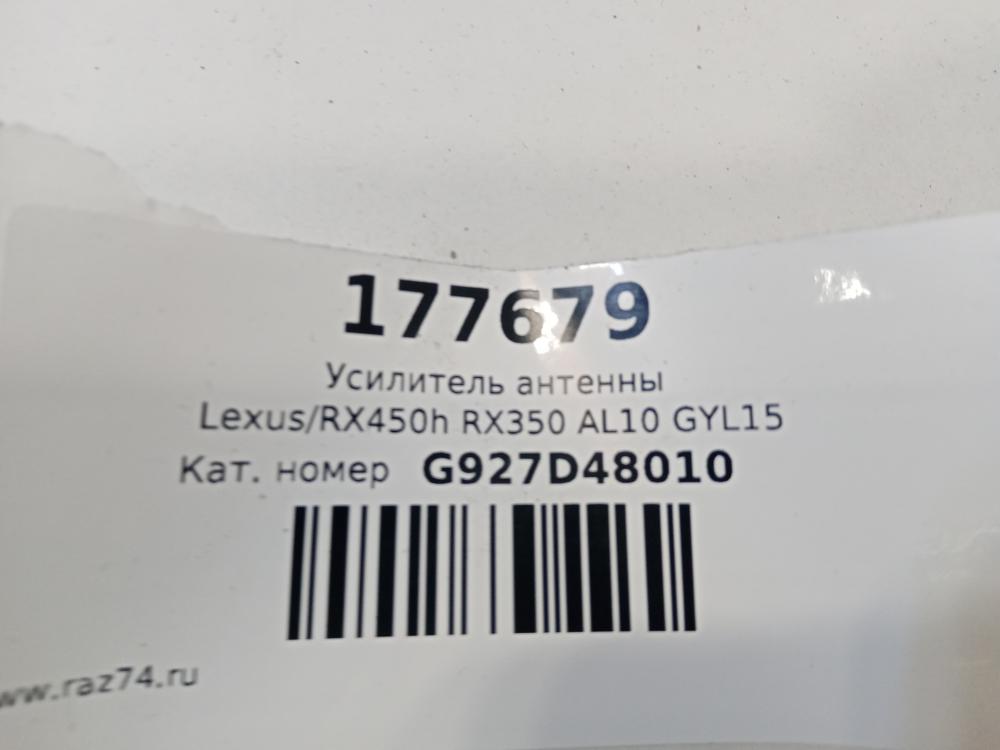 177679
Усилитель антенны
Lexus/RX450h RX350 AL10 GYL15
Кат. номер G927D48010
www.raz74.ru